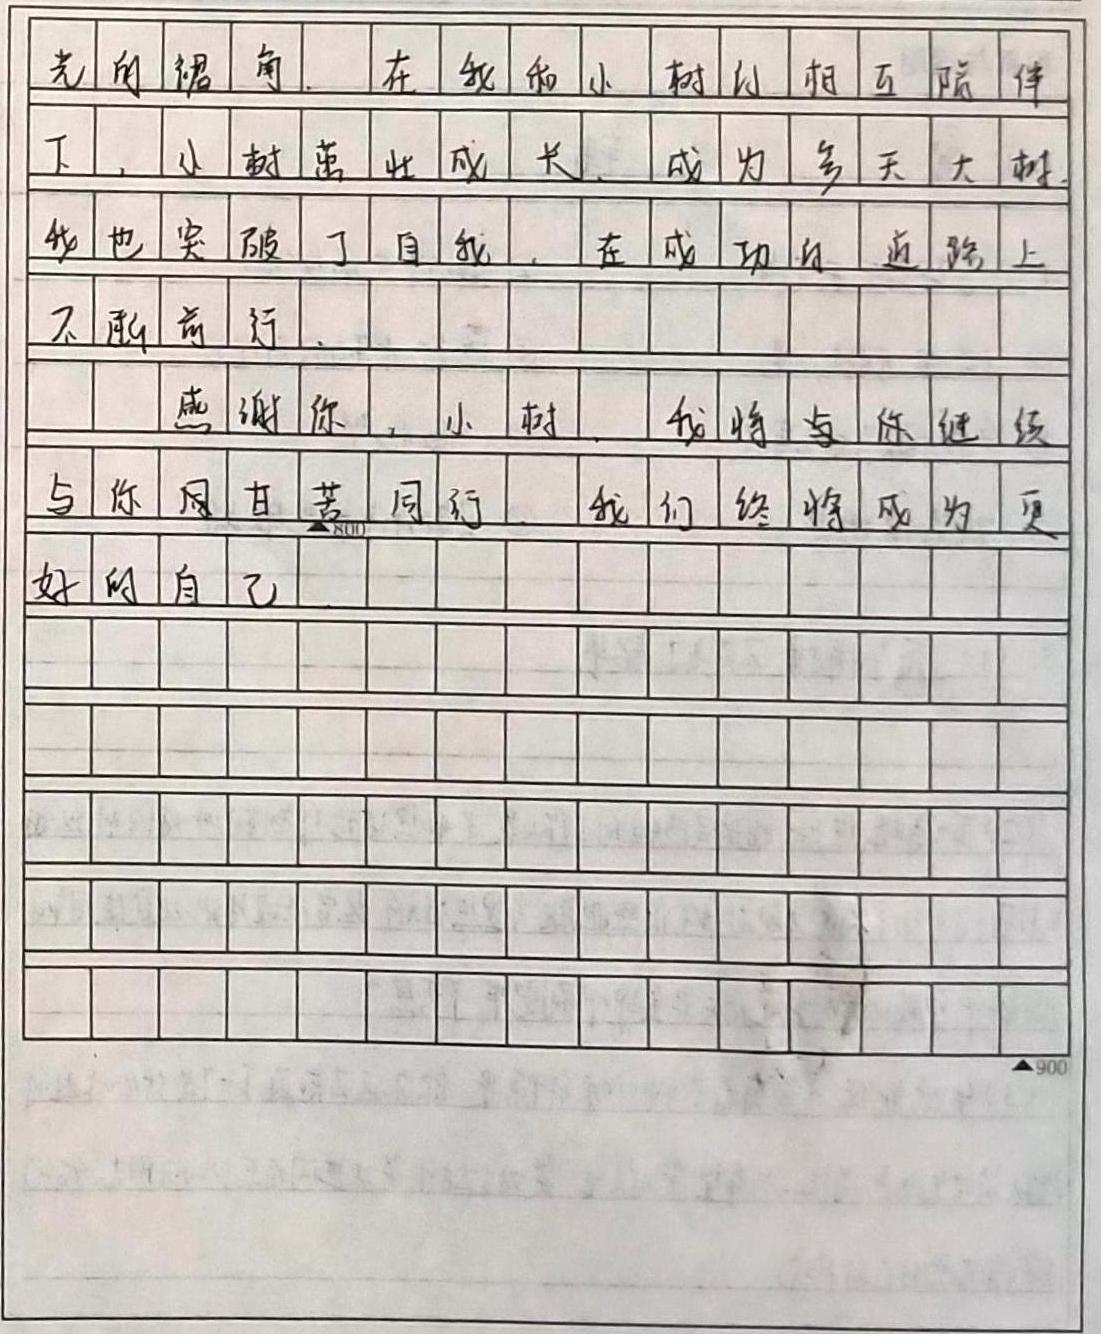 光的裙角.在我和小树的相互陪伴
下,小树茁壮成长.成为参天大树.
我也突破了自我.在成功的道路上
不断前行.
感谢你,小树.我将与你继续
与你同甘苦同行.我们终将成为更
▲800
好的自己.
▲900